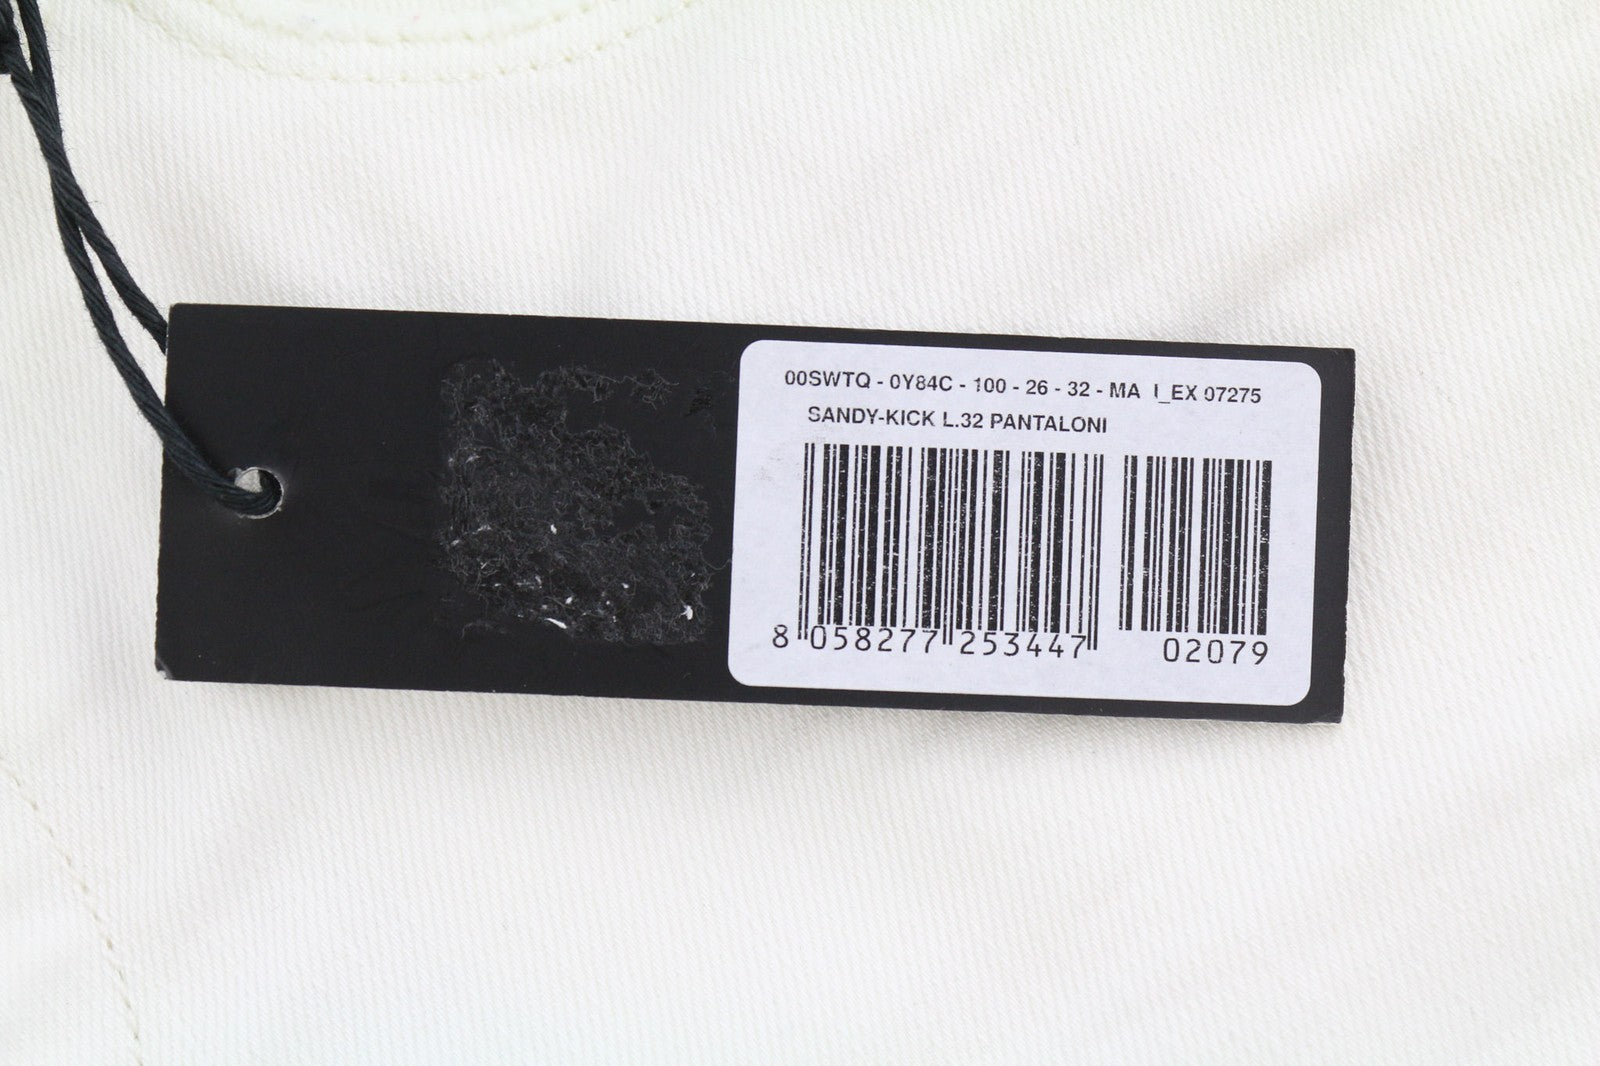 00SWTQ - 0Y84C - 100 - 26 - 32 - MA I_EX 07275
SANDY-KICK L.32 PANTALONI
8 058277 253447 02079